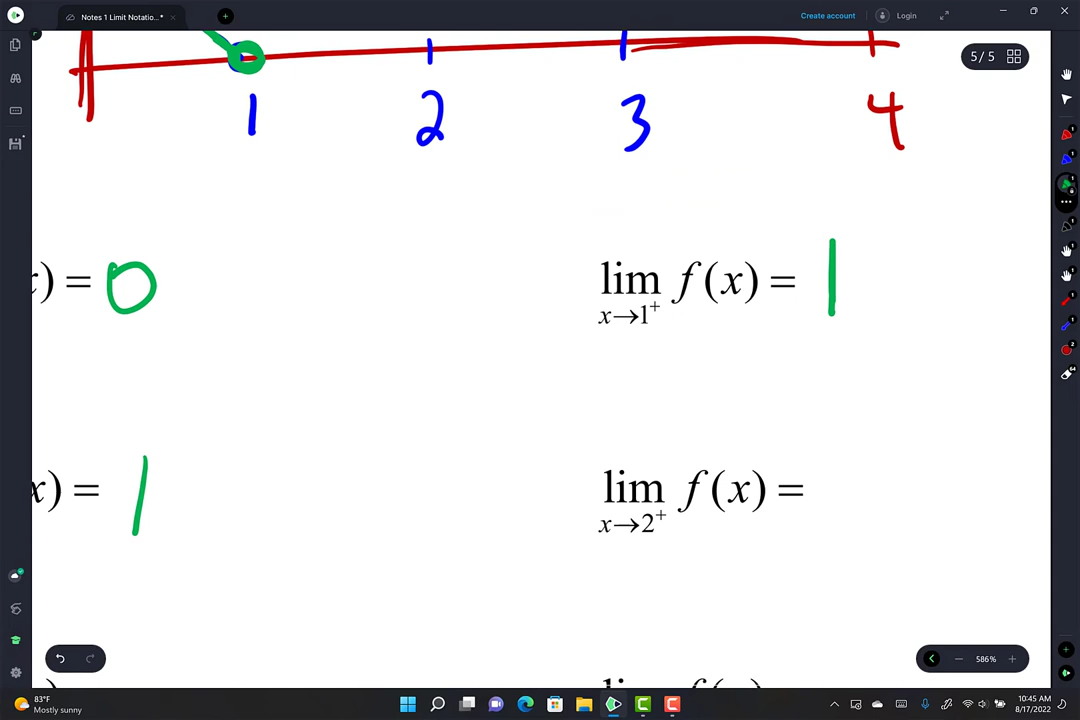 Notes 1 Limit Notatio...*
Create account
Login
5/5
1 2 3 4
x) = 0
lim f(x) = 1
x→1⁺
x) = 1
lim f(x) =
x→2⁺
586%
83°F
Mostly sunny
10:45 AM
8/17/2022